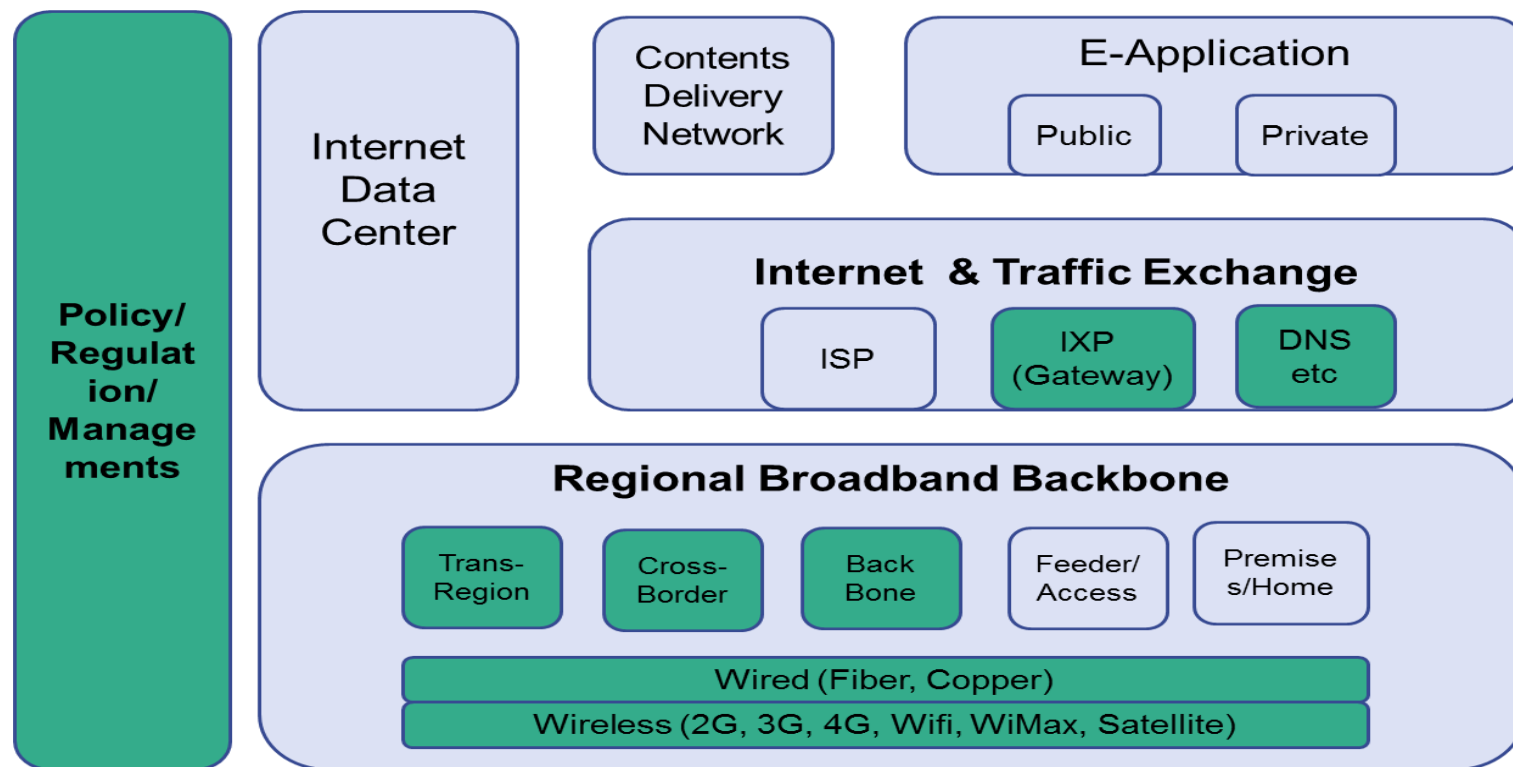 Policy/
Regulat
ion/
Manage
ments
Internet
Data
Center
Contents
Delivery
Network
E-Application
Public
Private
Internet & Traffic Exchange
ISP
IXP
(Gateway)
DNS
etc
Regional Broadband Backbone
Trans-
Region
Cross-
Border
Back
Bone
Feeder/
Access
Premise
s/Home
Wired (Fiber, Copper)
Wireless (2G, 3G, 4G, Wifi, WiMax, Satellite)